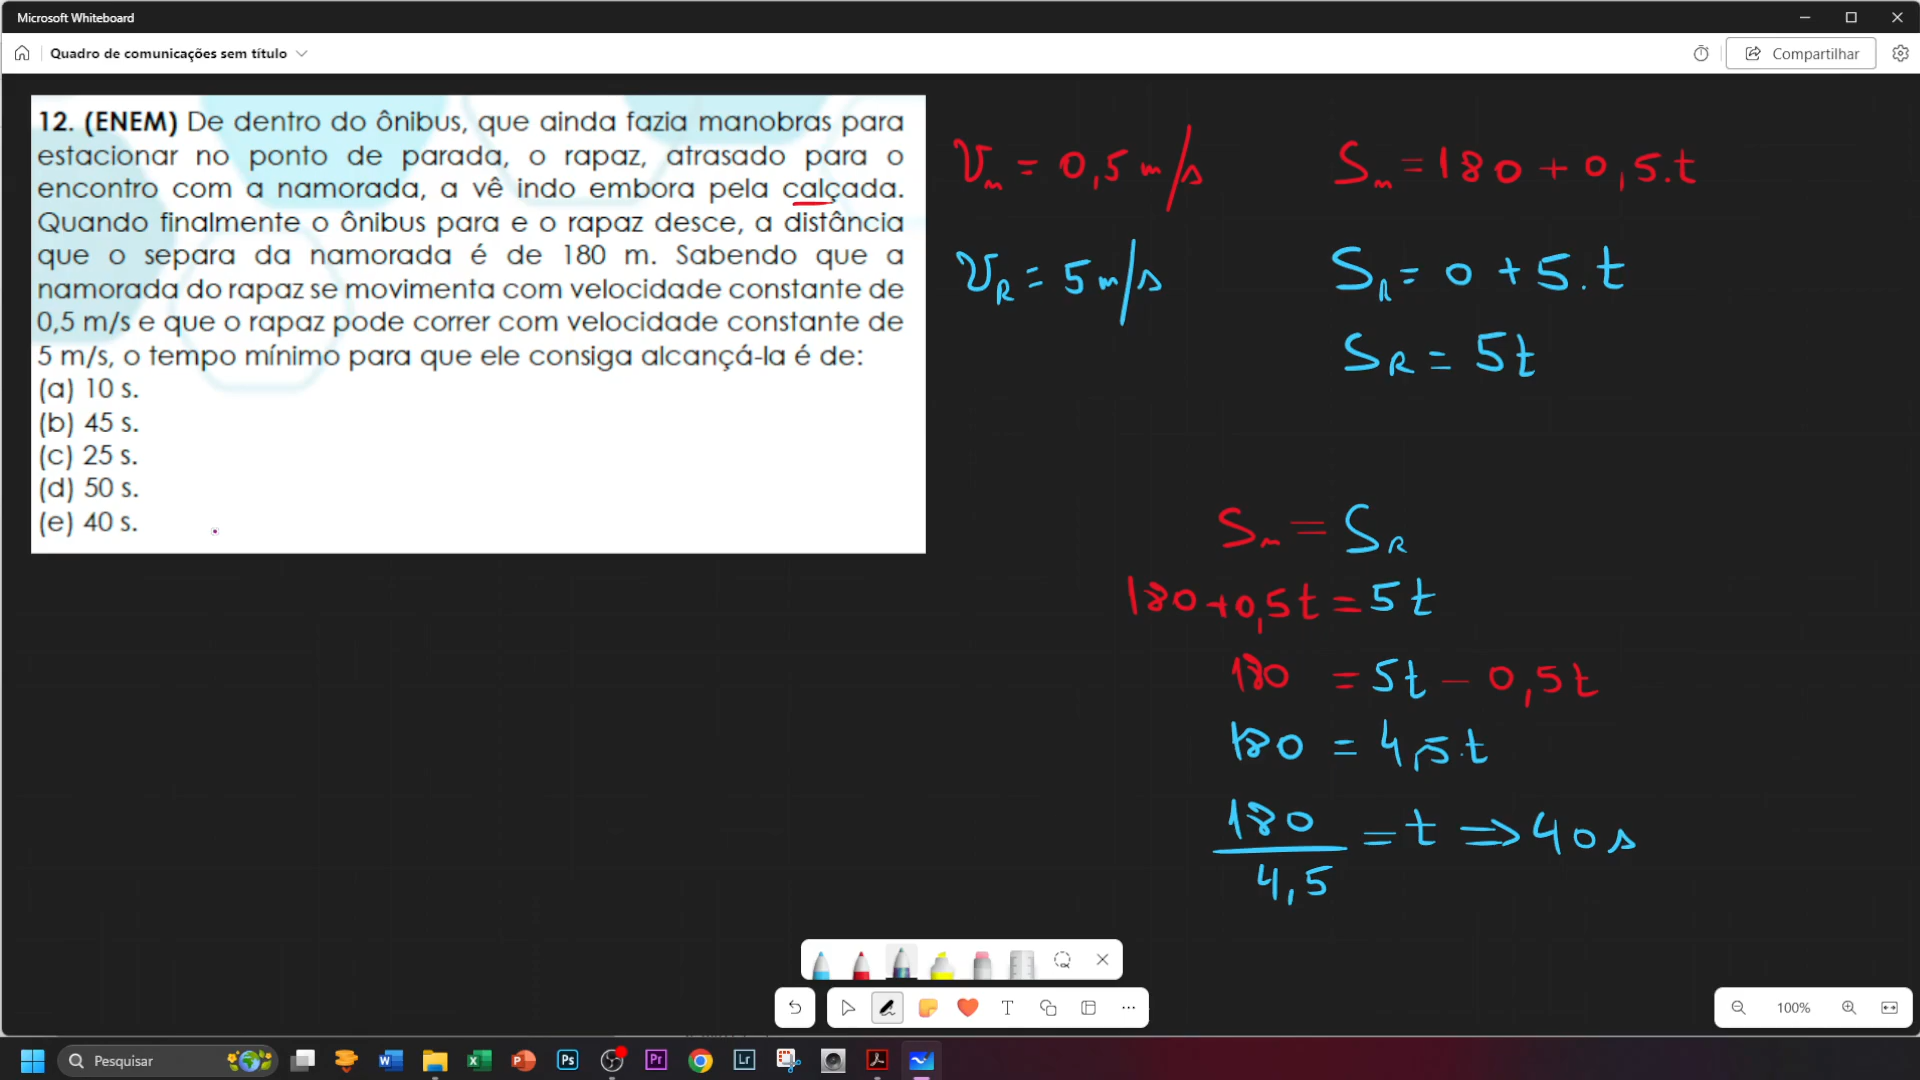 Microsoft Whiteboard
Quadro de comunicações sem título
Compartilhar
12. (ENEM) De dentro do ônibus, que ainda fazia manobras para
estacionar no ponto de parada, o rapaz, atrasado para o
encontro com a namorada, a vê indo embora pela calçada.
Quando finalmente o ônibus para e o rapaz desce, a distância
que o separa da namorada é de 180 m. Sabendo que a
namorada do rapaz se movimenta com velocidade constante de
0,5 m/s e que o rapaz pode correr com velocidade constante de
5 m/s, o tempo mínimo para que ele consiga alcançá-la é de:
(a) 10 s.
(b) 45 s.
(c) 25 s.
(d) 50 s.
(e) 40 s.
Vm = 0,5 m/s
VR = 5 m/s
Sm = 180 + 0,5.t
SR = 0 + 5.t
SR = 5t
Sm = SR
180 + 0,5t = 5t
180 = 5t - 0,5t
180 = 4,5.t
180/4,5 = t => 40 s
100%
Pesquisar
Ps
Pr
Lr